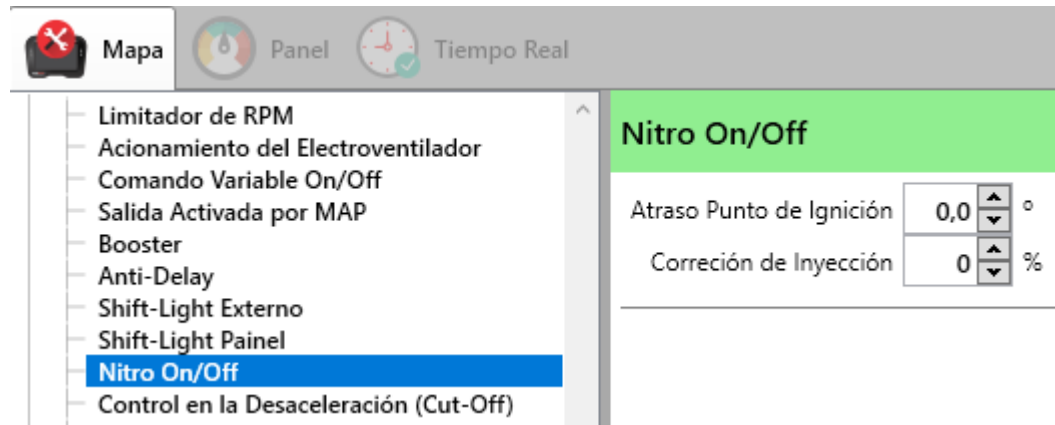 Mapa
Panel
Tiempo Real
Limitador de RPM
Acionamiento del Electroventilador
Comando Variable On/Off
Salida Activada por MAP
Booster
Anti-Delay
Shift-Light Externo
Shift-Light Painel
Nitro On/Off
Control en la Desaceleración (Cut-Off)
Nitro On/Off
Atraso Punto de Ignición 0,0 °
Correción de Inyección 0 %